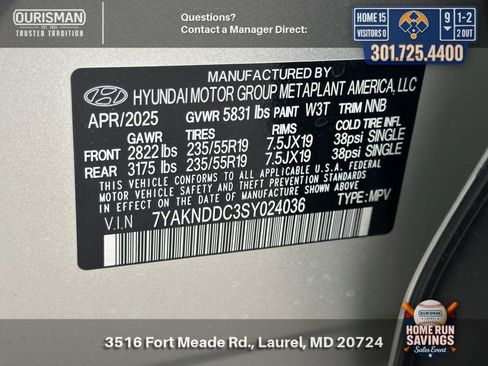 OURISMAN
EST. 1921
TRUSTED TRADITION
Questions?
Contact a Manager Direct:
HOME 15
VISITORS 0
9
1-2
2 OUT
301.725.4400
MANUFACTURED BY
HYUNDAI MOTOR GROUP METAPLANT AMERICA, LLC
APR/2025 GVWR 5831 lbs PAINT W3T TRIM NNB
GAWR TIRES RIMS COLD TIRE INFL
FRONT 2822 lbs 235/55R19 7.5JX19 38psi SINGLE
REAR 3175 lbs 235/55R19 7.5JX19 38psi SINGLE
THIS VEHICLE CONFORMS TO ALL APPLICABLE U.S. FEDERAL
MOTOR VEHICLE SAFETY, BUMPER, AND THEFT PREVENTION
STANDARDS IN EFFECT ON THE DATE OF MANUFACTURE SHOWN ABOVE.
V.I.N 7YAKNDDC3SY024036 TYPE: MPV
3516 Fort Meade Rd., Laurel, MD 20724
OURISMAN
HOME RUN
SAVINGS
Sales Event